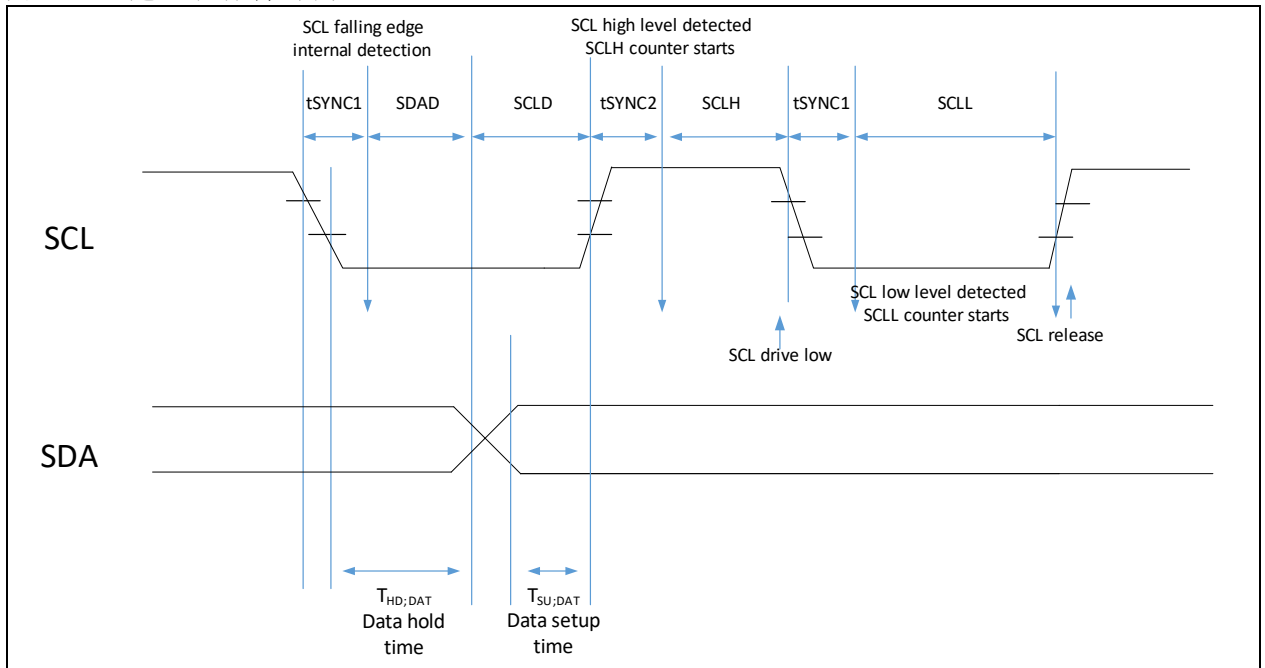 SCL falling edge
internal detection
SCL high level detected
SCLH counter starts
tSYNC1
SDAD
SCLD
tSYNC2
SCLH
tSYNC1
SCLL
SCL
SCL low level detected
SCLL counter starts
SCL release
SCL drive low
SDA
THD;DAT
Data hold
time
TSU;DAT
Data setup
time